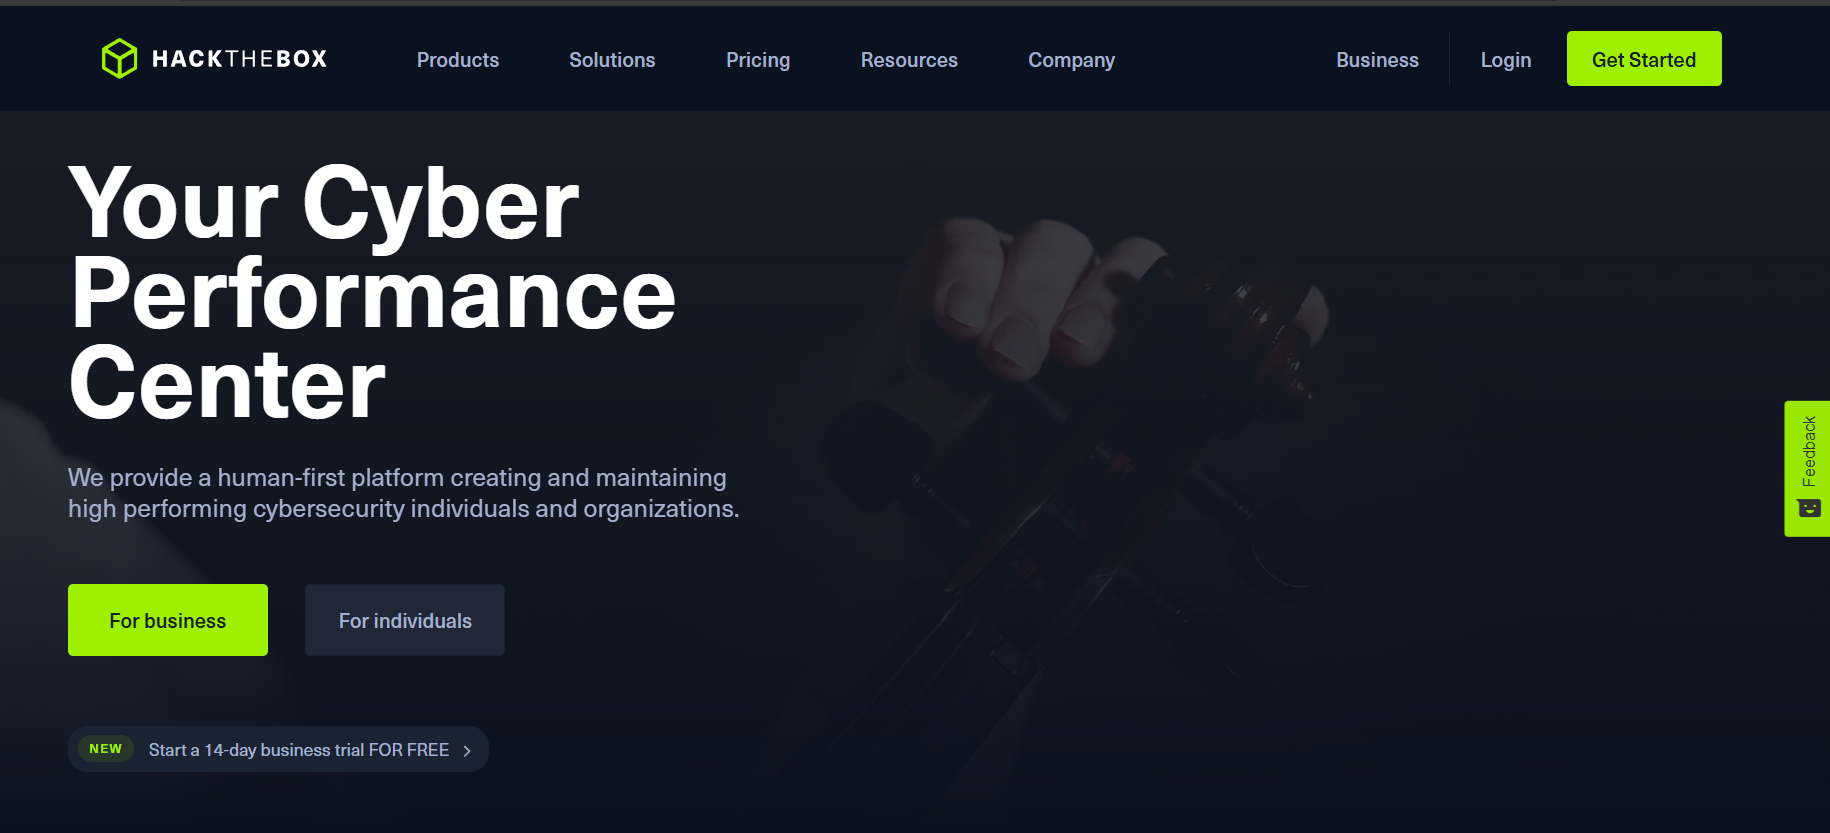 HACKTHEBOX
Products
Solutions
Pricing
Resources
Company
Business
Login
Get Started
Your Cyber
Performance
Center
We provide a human-first platform creating and maintaining
high performing cybersecurity individuals and organizations.
For business
For individuals
NEW
Start a 14-day business trial FOR FREE
Feedback